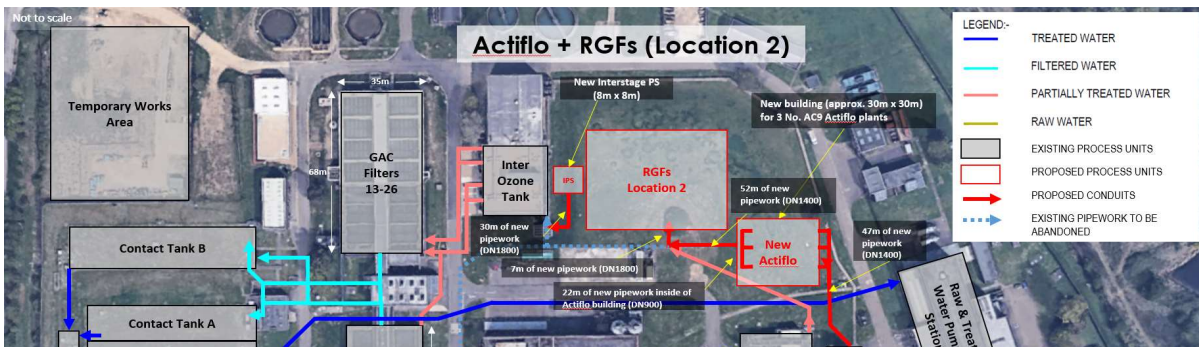 Not to scale
Actiflo + RGFs (Location 2)
LEGEND:-
TREATED WATER
FILTERED WATER
PARTIALLY TREATED WATER
RAW WATER
EXISTING PROCESS UNITS
PROPOSED PROCESS UNITS
PROPOSED CONDUITS
EXISTING PIPEWORK TO BE
ABANDONED
Temporary Works
Area
35m
68m
GAC
Filters
13-26
New Interstage PS
(8m x 8m)
New building (approx. 30m x 30m)
for 3 No. AC9 Actiflo plants
Inter
Ozone
Tank
IPS
RGFs
Location 2
52m of new
pipework (DN1400)
30m of new
pipework
(DN1800)
47m of new
pipework
(DN1400)
New
Actiflo
7m of new pipework (DN1800)
22m of new pipework inside of
Actiflo building (DN900)
Contact Tank B
Contact Tank A
Raw & Trea
Water Pum
Statio